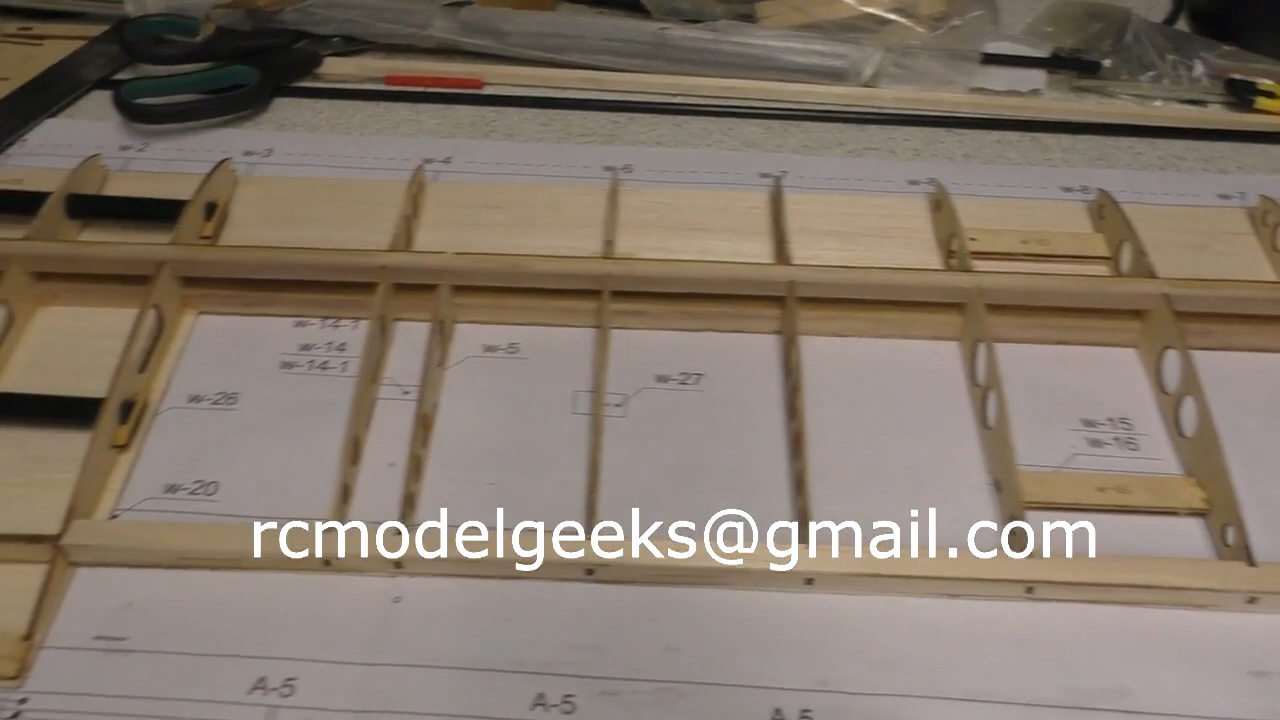 w-2
w-3
w-4
w-7
w-14-1
w-14
w-14-1
w-5
w-27
w-26
w-15
w-16
w-20
rcmodelgeeks@gmail.com
A-5
A-5
A-5